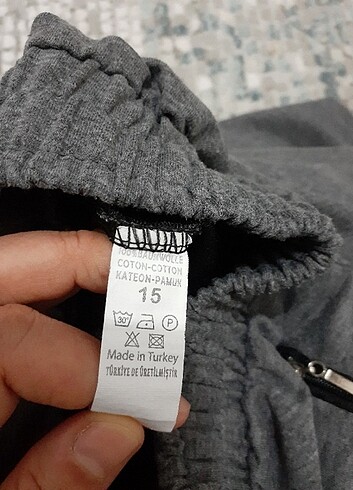 100% BAUMWOLLE
COTON-COTTON
KATEON-PAMUK
15
30°
P
Made in Turkey
TÜRKİYE DE ÜRETİLMİŞTİR